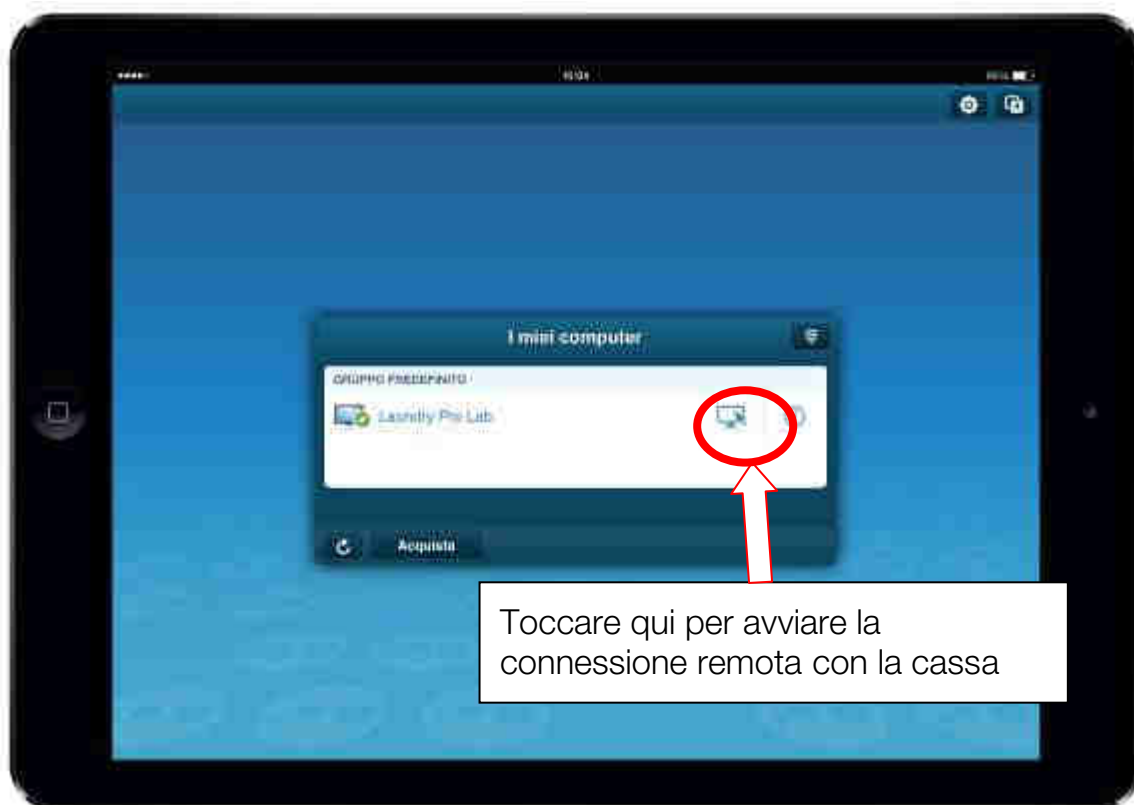 I miei computer
GRUPPO PREDEFINITO
Laundry Pro Lab
Acquista
Toccare qui per avviare la
connessione remota con la cassa